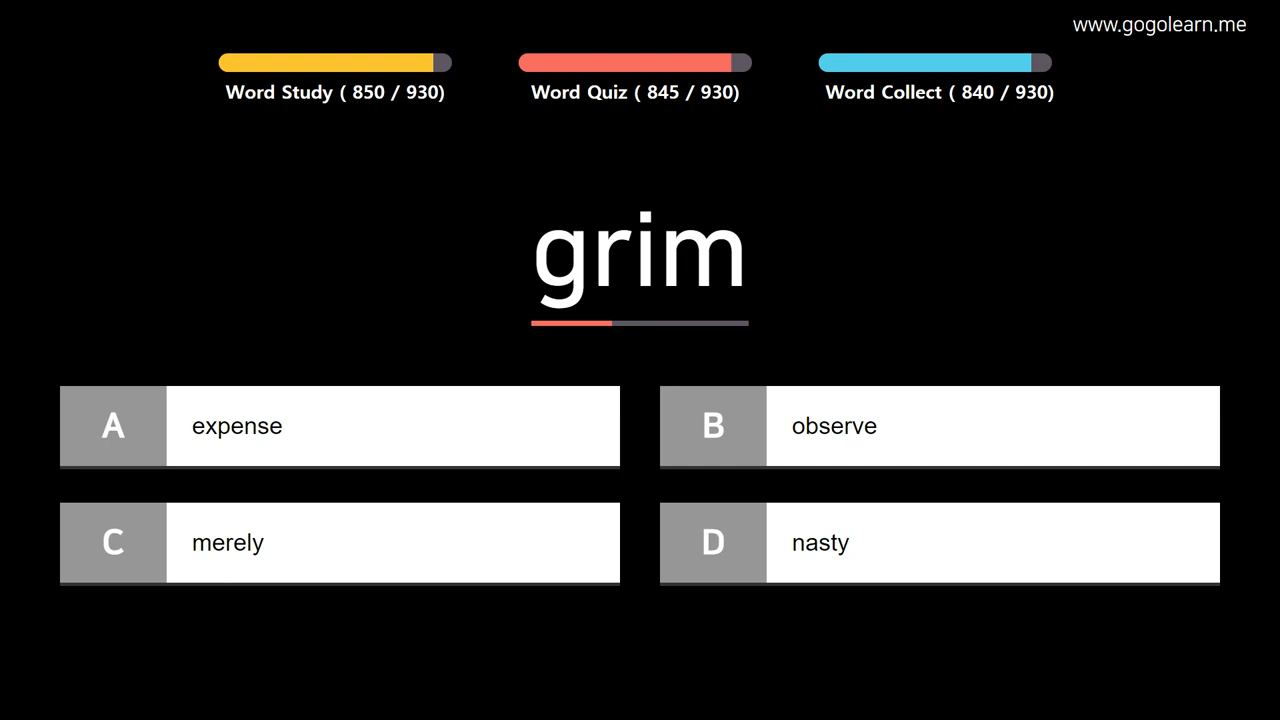 www.gogolearn.me
Word Study ( 850 / 930)
Word Quiz ( 845 / 930)
Word Collect ( 840 / 930)
grim
A expense
B observe
C merely
D nasty